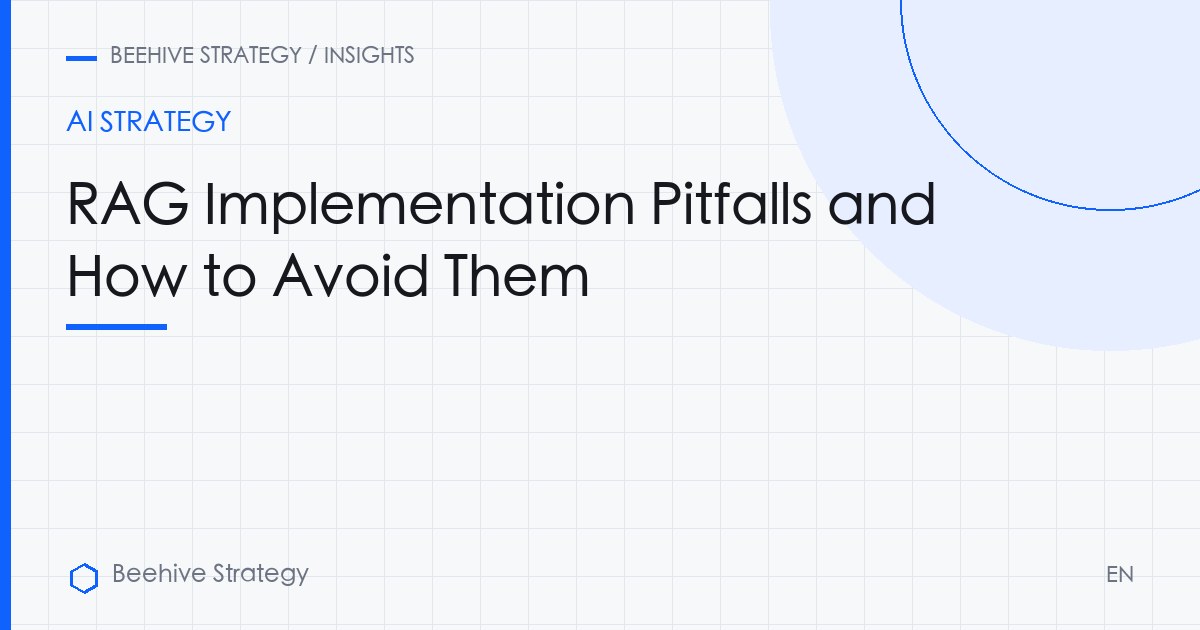 BEEHIVE STRATEGY / INSIGHTS
AI STRATEGY
RAG Implementation Pitfalls and
How to Avoid Them
Beehive Strategy
EN